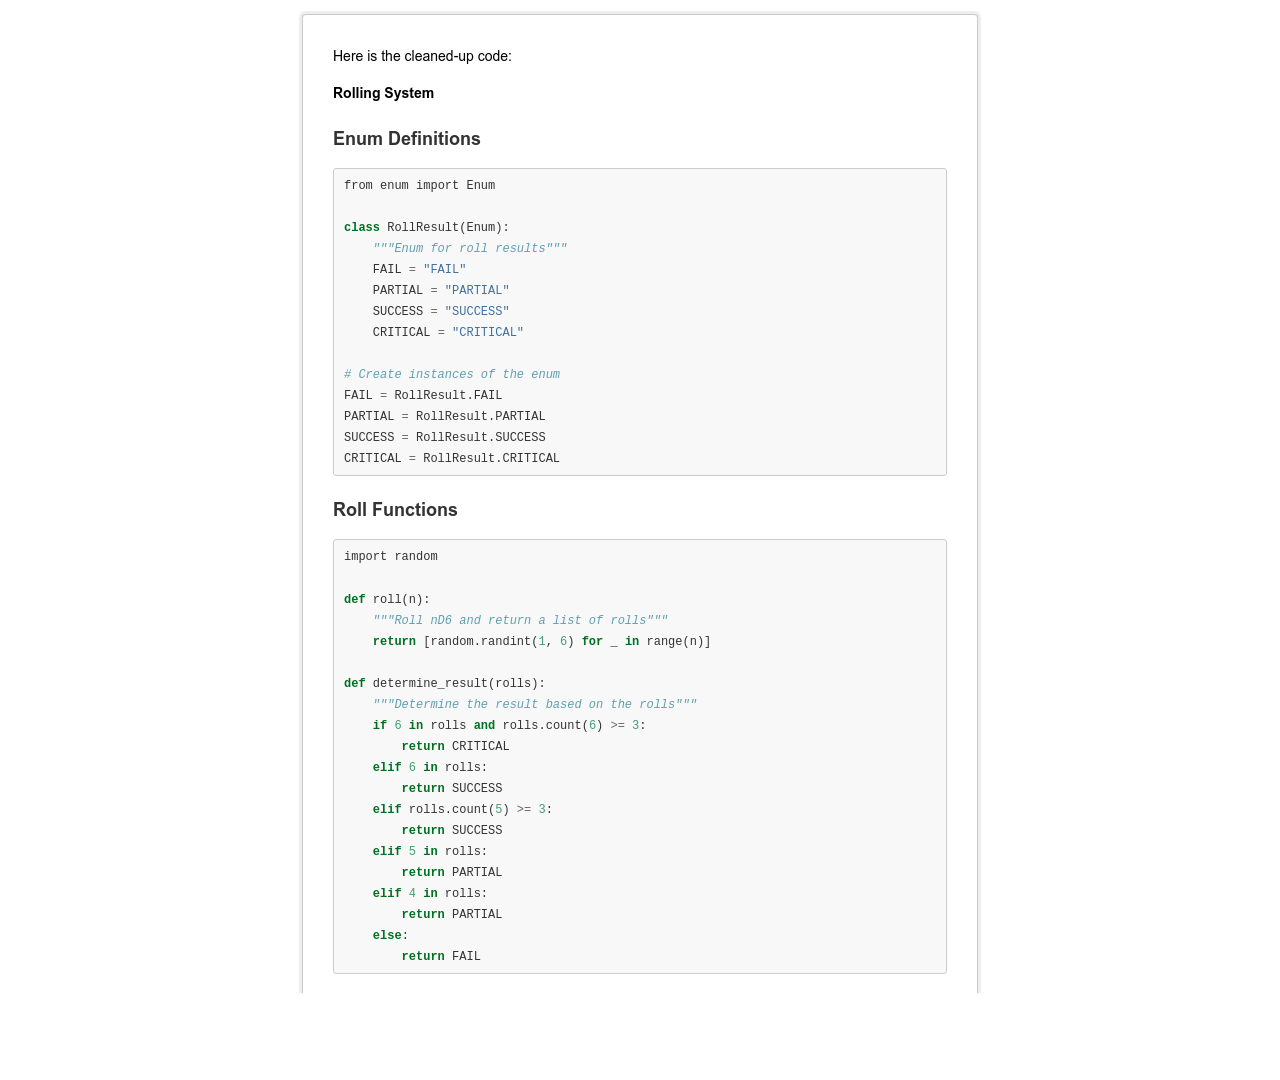 Here is the cleaned-up code:
Rolling System
Enum Definitions
from enum import Enum
class RollResult(Enum):
    """Enum for roll results"""
    FAIL = "FAIL"
    PARTIAL = "PARTIAL"
    SUCCESS = "SUCCESS"
    CRITICAL = "CRITICAL"
# Create instances of the enum
FAIL = RollResult.FAIL
PARTIAL = RollResult.PARTIAL
SUCCESS = RollResult.SUCCESS
CRITICAL = RollResult.CRITICAL
Roll Functions
import random
def roll(n):
    """Roll nD6 and return a list of rolls"""
    return [random.randint(1, 6) for _ in range(n)]
def determine_result(rolls):
    """Determine the result based on the rolls"""
    if 6 in rolls and rolls.count(6) >= 3:
        return CRITICAL
    elif 6 in rolls:
        return SUCCESS
    elif rolls.count(5) >= 3:
        return SUCCESS
    elif 5 in rolls:
        return PARTIAL
    elif 4 in rolls:
        return PARTIAL
    else:
        return FAIL